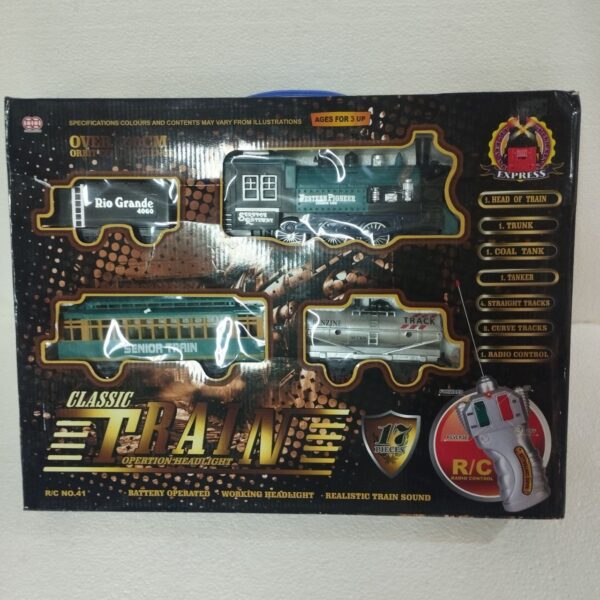 SPECIFICATIONS COLOURS AND CONTENTS MAY VARY FROM ILLUSTRATIONS
AGES FOR 3 UP
EXPRESS
Rio Grande
4060
WESTERN PIONEER
1. HEAD OF TRAIN
1. TRUNK
1. COAL TANK
1. TANKER
4. STRAIGHT TRACKS
8. CURVE TRACKS
1. RADIO CONTROL
SENIOR TRAIN
TRACK
CLASSIC
TRAIN
OPERTION HEADLIGHT
17
PIECES
R/C
RADIO CONTROL
R/C NO.41
BATTERY OPERATED · WORKING HEADLIGHT · REALISTIC TRAIN SOUND